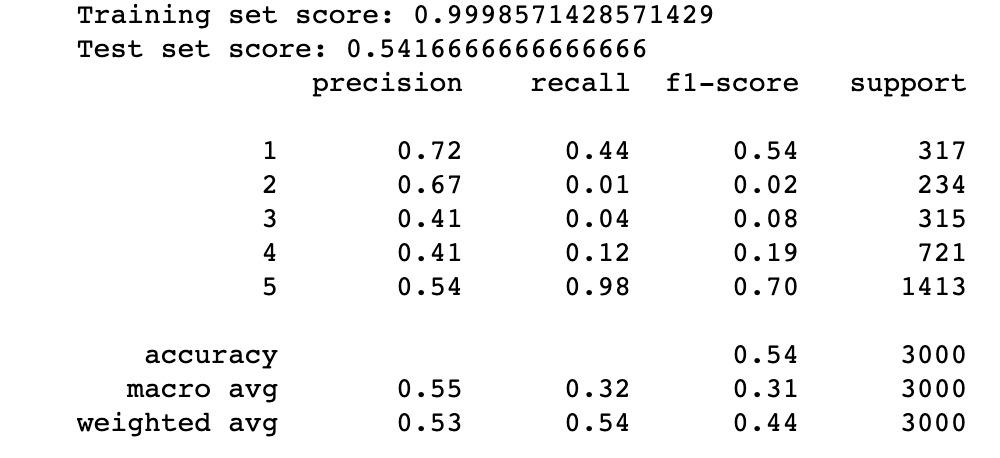 Training set score: 0.9998571428571429
Test set score: 0.5416666666666666
precision recall f1-score support
1 0.72 0.44 0.54 317
2 0.67 0.01 0.02 234
3 0.41 0.04 0.08 315
4 0.41 0.12 0.19 721
5 0.54 0.98 0.70 1413
accuracy 0.54 3000
macro avg 0.55 0.32 0.31 3000
weighted avg 0.53 0.54 0.44 3000